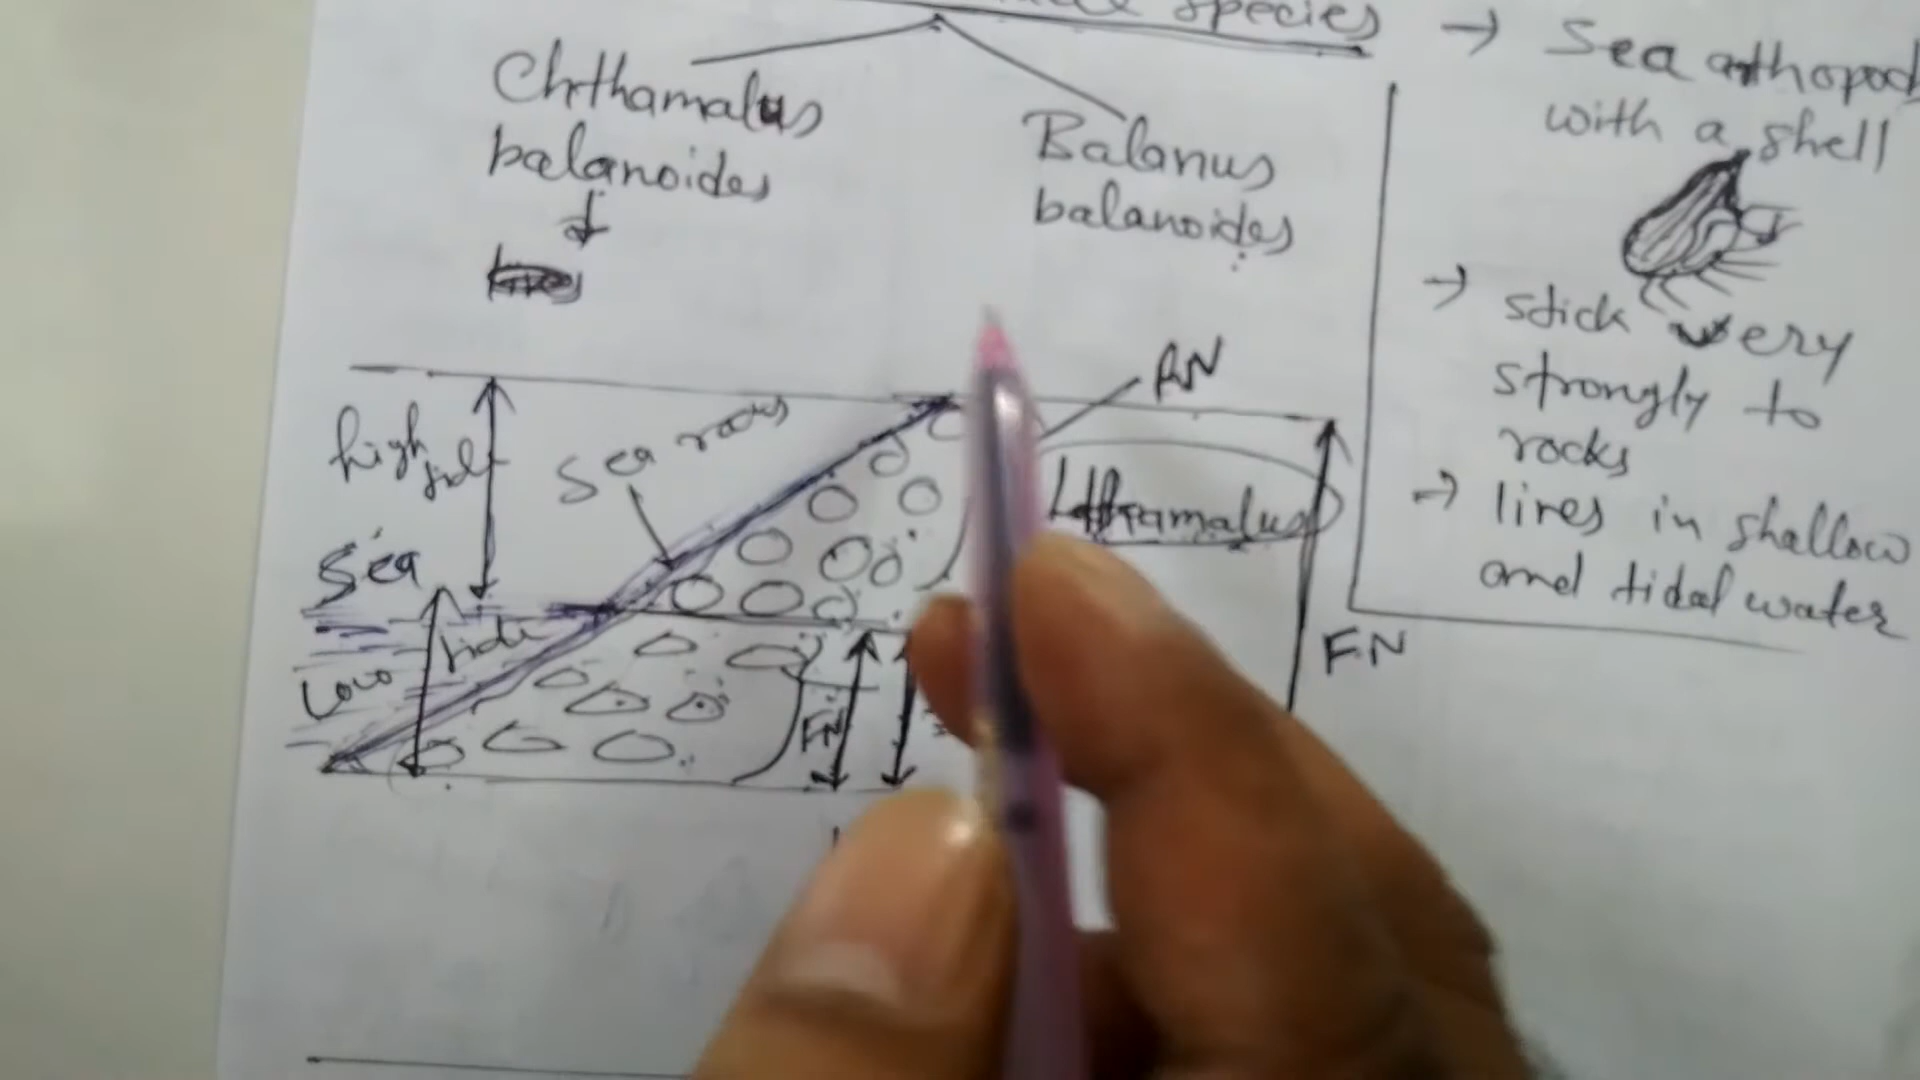 species
→ Sea arthopod
with a shell
Chthamalus
balanoides
Balanus
balanoides
→ stick very
strongly to
rocks
→ lives in shallow
and tidal water
RN
high
tide
Sea rocks
Chthamalus
Sea
Low tide
FN
FN